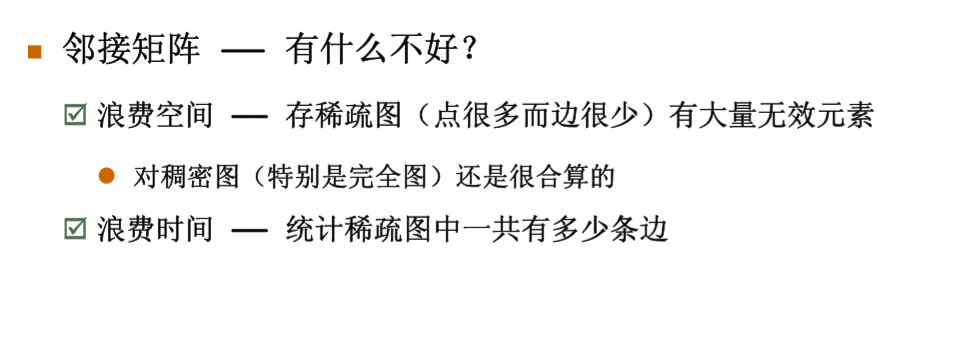 邻接矩阵 — 有什么不好？
浪费空间 — 存稀疏图（点很多而边很少）有大量无效元素
对稠密图（特别是完全图）还是很合算的
浪费时间 — 统计稀疏图中一共有多少条边